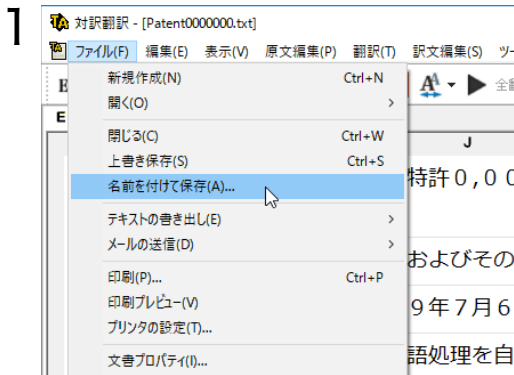 1
対訳翻訳 - [Patent0000000.txt]
ファイル(F) 編集(E) 表示(V) 原文編集(P) 翻訳(T) 訳文編集(S) ツー
新規作成(N) Ctrl+N
開く(O) >
閉じる(C) Ctrl+W
上書き保存(S) Ctrl+S
名前を付けて保存(A)...
テキストの書き出し(E) >
メールの送信(D) >
印刷(P)... Ctrl+P
印刷プレビュー(V)
プリンタの設定(T)...
文書プロパティ(I)...
E
J
特許０,００
およびその
９年７月６
語処理を自